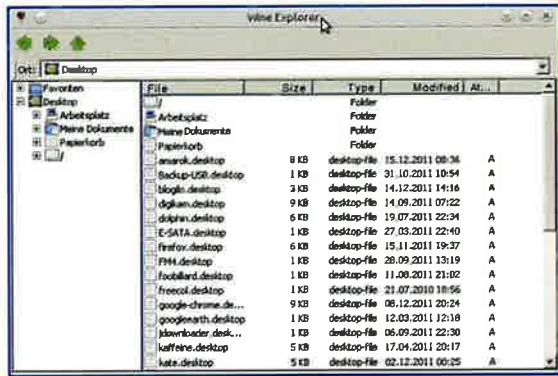 Wine Explorer
Ort: Desktop
Favoriten
Desktop
Arbeitsplatz
Meine Dokumente
Papierkorb
/
File Size Type Modified At...
/ Folder
Arbeitsplatz Folder
Meine Dokumente Folder
Papierkorb Folder
amarok.desktop 8 KB desktop-file 15.12.2011 08:36 A
Backup-USB.desktop 1 KB desktop-file 31.10.2011 10:54 A
bloglin.desktop 3 KB desktop-file 14.12.2011 14:16 A
digikam.desktop 9 KB desktop-file 14.09.2011 07:22 A
dolphin.desktop 6 KB desktop-file 19.07.2011 22:34 A
E-SATA.desktop 1 KB desktop-file 27.03.2011 22:40 A
firefox.desktop 6 KB desktop-file 15.11.2011 19:37 A
FM4.desktop 1 KB desktop-file 28.09.2011 13:19 A
foobillard.desktop 1 KB desktop-file 11.08.2011 21:02 A
freecol.desktop 1 KB desktop-file 21.07.2010 18:56 A
google-chrome.de... 9 KB desktop-file 08.12.2011 20:24 A
googleearth.desktop 1 KB desktop-file 12.03.2011 12:18 A
jdownloader.desk... 1 KB desktop-file 06.09.2011 22:30 A
kaffeine.desktop 5 KB desktop-file 17.04.2011 20:17 A
kate.desktop 5 KB desktop-file 02.12.2011 00:25 A